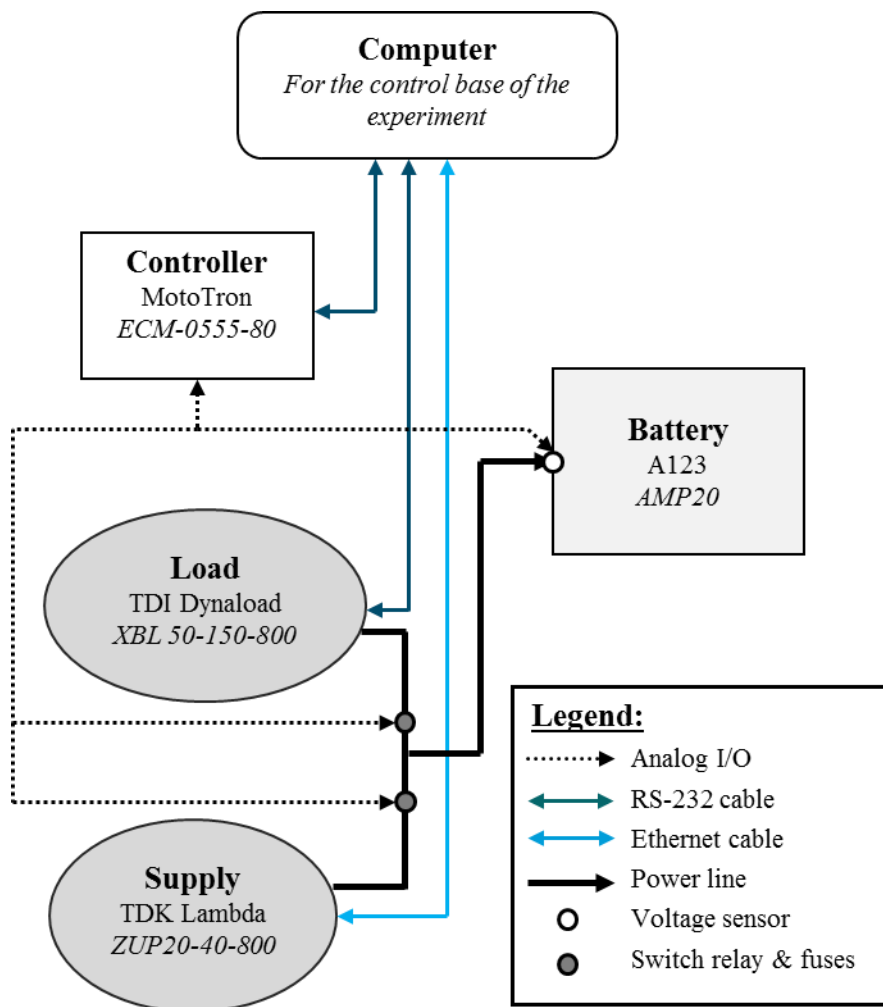 Computer
For the control base of the
experiment
Controller
MotoTron
ECM-0555-80
Battery
A123
AMP20
Load
TDI Dynaload
XBL 50-150-800
Supply
TDK Lambda
ZUP20-40-800
Legend:
Analog I/O
RS-232 cable
Ethernet cable
Power line
Voltage sensor
Switch relay & fuses